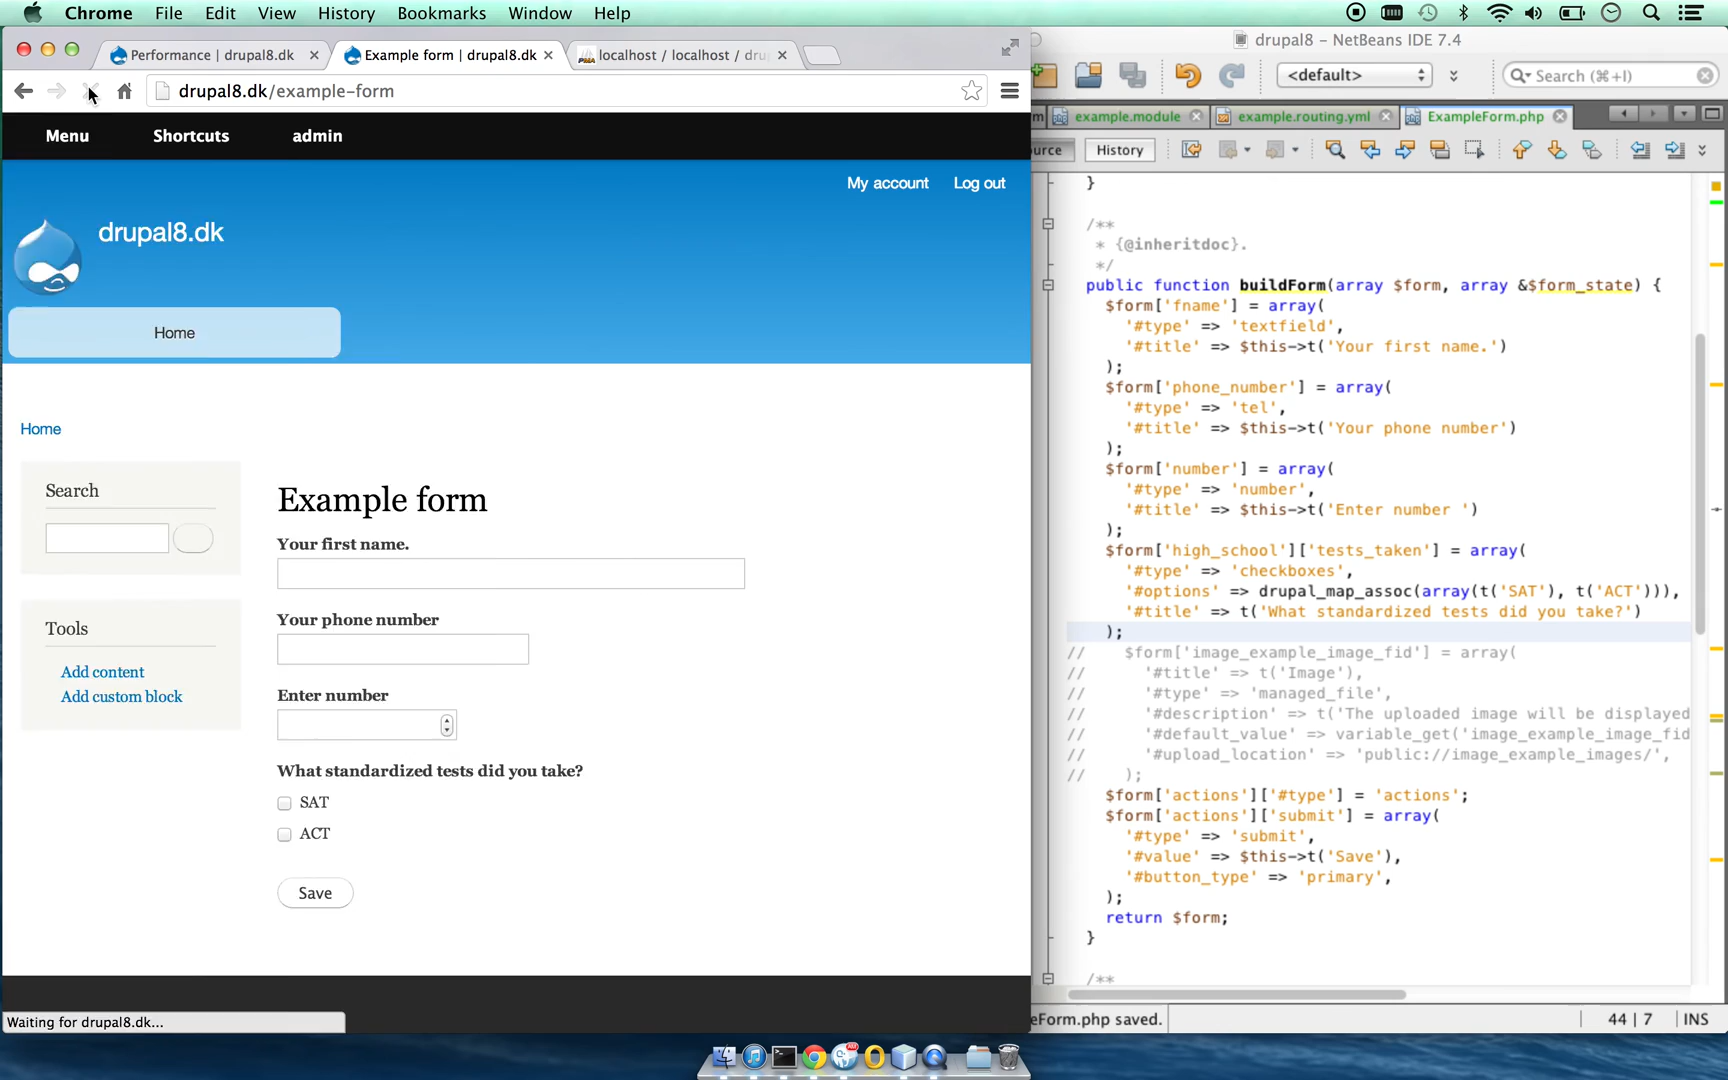 Chrome File Edit View History Bookmarks Window Help
drupal8 – NetBeans IDE 7.4
Performance | drupal8.dk
Example form | drupal8.dk
localhost / localhost / dru
drupal8.dk/example-form
<default>
Search (⌘+I)
example.module
example.routing.yml
ExampleForm.php
Menu
Shortcuts
admin
History
My account
Log out
drupal8.dk
Home
Home
Search
Tools
Add content
Add custom block
Example form
Your first name.
Your phone number
Enter number
What standardized tests did you take?
SAT
ACT
Save
Waiting for drupal8.dk...
}
/**
* {@inheritdoc}.
*/
public function buildForm(array $form, array &$form_state) {
$form['fname'] = array(
'#type' => 'textfield',
'#title' => $this->t('Your first name.')
);
$form['phone_number'] = array(
'#type' => 'tel',
'#title' => $this->t('Your phone number')
);
$form['number'] = array(
'#type' => 'number',
'#title' => $this->t('Enter number ')
);
$form['high_school']['tests_taken'] = array(
'#type' => 'checkboxes',
'#options' => drupal_map_assoc(array(t('SAT'), t('ACT'))),
'#title' => t('What standardized tests did you take?')
);
// $form['image_example_image_fid'] = array(
// '#title' => t('Image'),
// '#type' => 'managed_file',
// '#description' => t('The uploaded image will be displayed
// '#default_value' => variable_get('image_example_image_fid
// '#upload_location' => 'public://image_example_images/',
// );
$form['actions']['#type'] = 'actions';
$form['actions']['submit'] = array(
'#type' => 'submit',
'#value' => $this->t('Save'),
'#button_type' => 'primary',
);
return $form;
}
/**
eForm.php saved.
44 | 7
INS